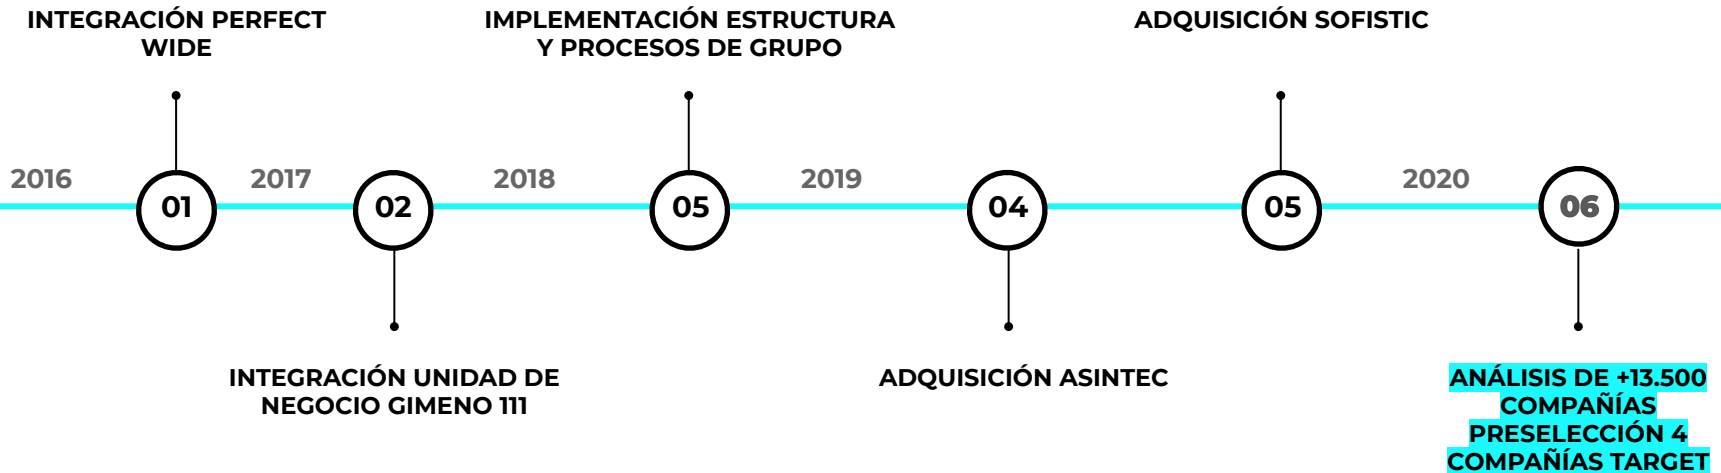 INTEGRACIÓN PERFECT
WIDE
IMPLEMENTACIÓN ESTRUCTURA
Y PROCESOS DE GRUPO
ADQUISICIÓN SOFISTIC
2016
2017
2018
2019
2020
01
02
05
04
05
06
INTEGRACIÓN UNIDAD DE
NEGOCIO GIMENO 111
ADQUISICIÓN ASINTEC
ANÁLISIS DE +13.500
COMPAÑÍAS
PRESELECCIÓN 4
COMPAÑÍAS TARGET